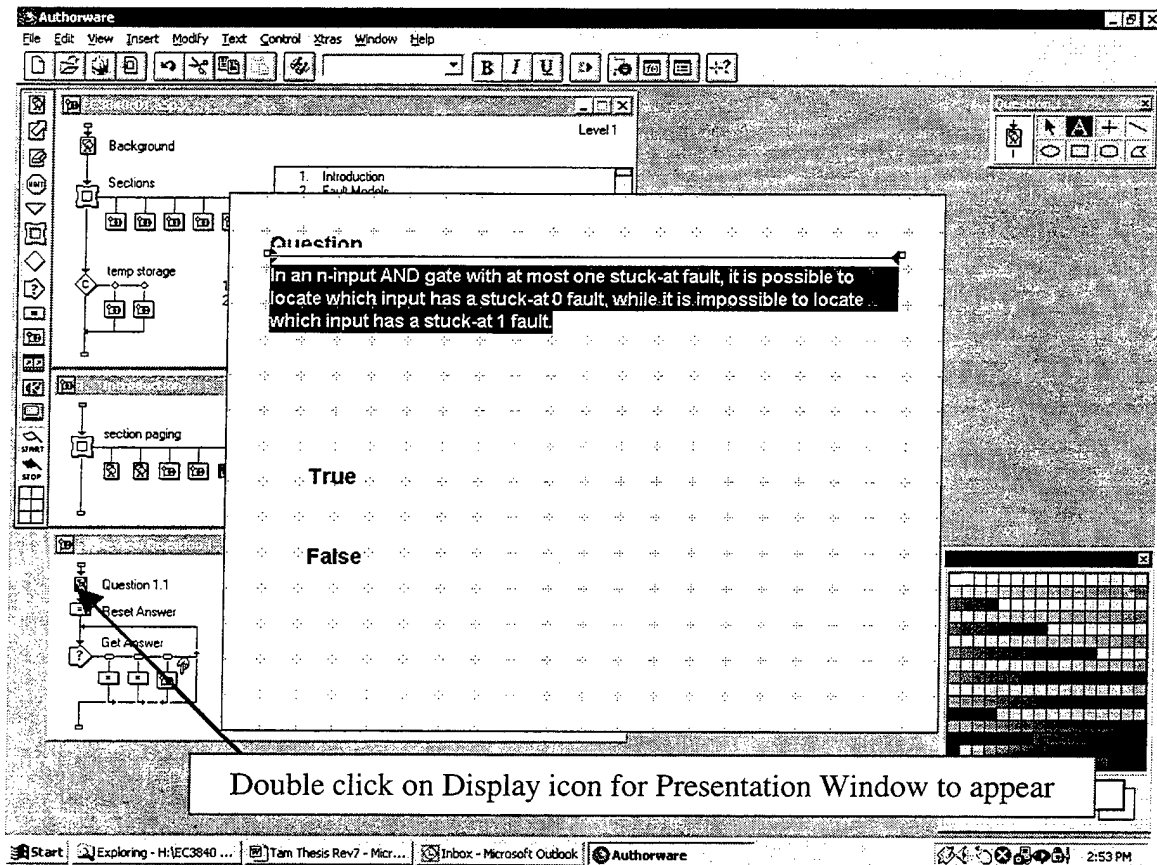 Authorware
File Edit View Insert Modify Text Control Xtras Window Help
B I U
Level 1
Background
Sections
1. Introduction
2. Fault Models
temp storage
Question
In an n-input AND gate with at most one stuck-at fault, it is possible to
locate which input has a stuck-at 0 fault, while it is impossible to locate
which input has a stuck-at 1 fault.
section paging
START
STOP
True
False
Question 1.1
Reset Answer
Get Answer
Double click on Display icon for Presentation Window to appear
Start Exploring - H:\EC3840 ... Tam Thesis Rev7 - Micr... Inbox - Microsoft Outlook Authorware 2:53 PM